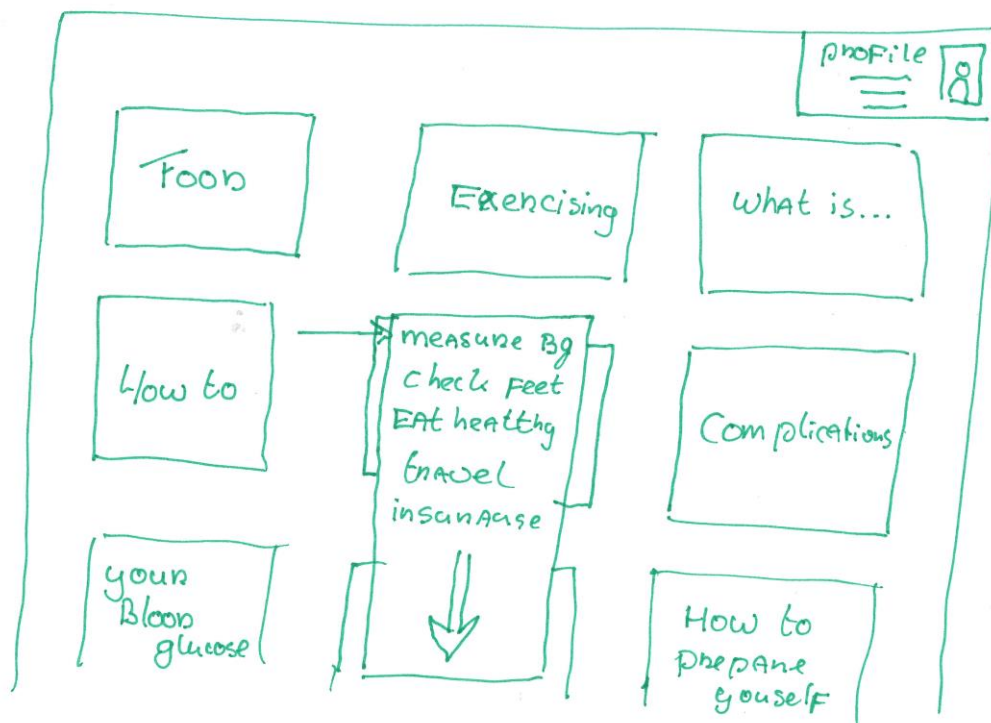 profile
Food
Exercising
What is...
How to
measure Bg
check feet
Eat healthy
travel
Complications
your
Blood
glucose
How to
prepare
youself